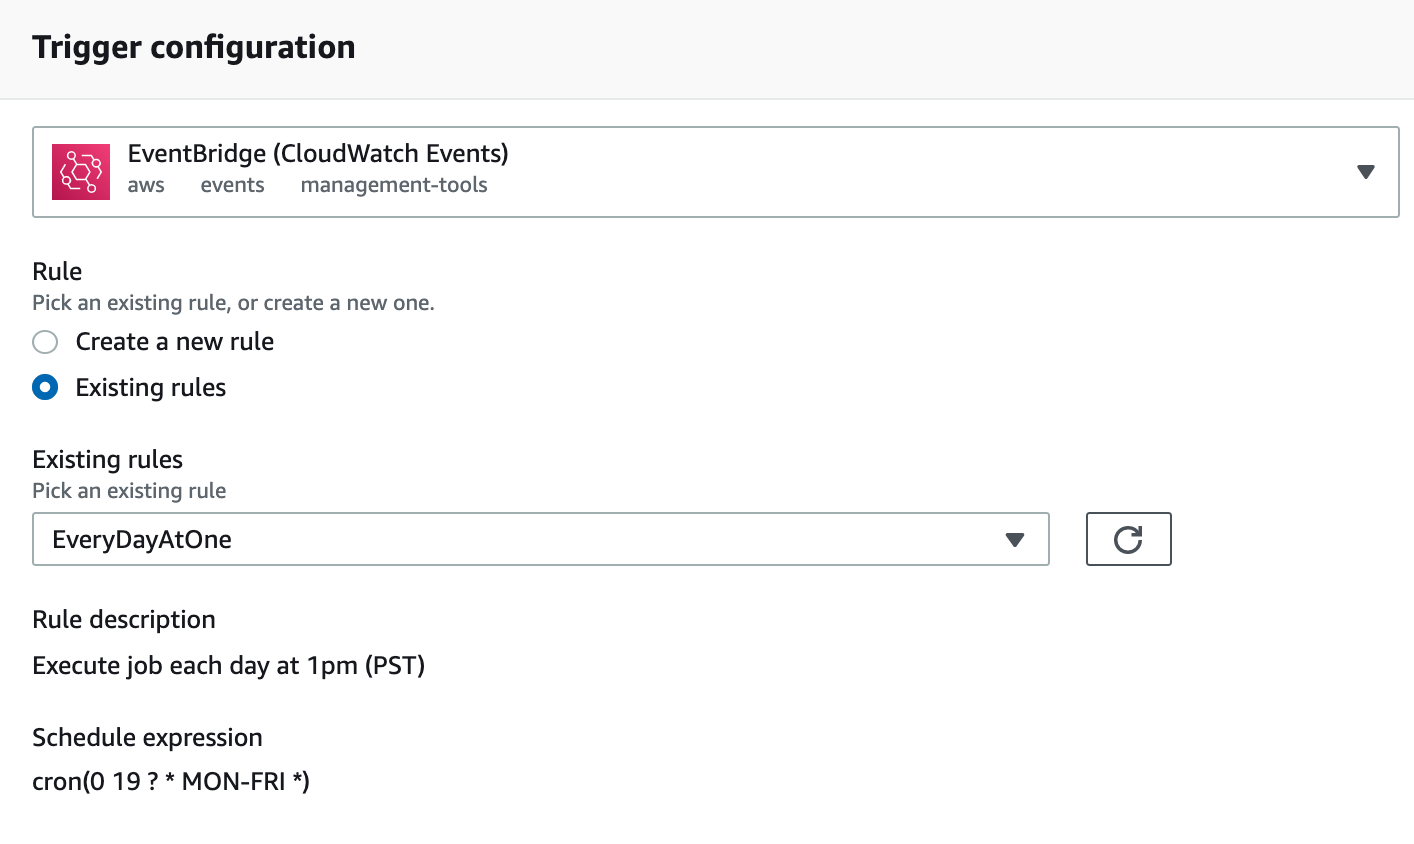 Trigger configuration
EventBridge (CloudWatch Events)
aws events management-tools
Rule
Pick an existing rule, or create a new one.
Create a new rule
Existing rules
Existing rules
Pick an existing rule
EveryDayAtOne
Rule description
Execute job each day at 1pm (PST)
Schedule expression
cron(0 19 ? * MON-FRI *)